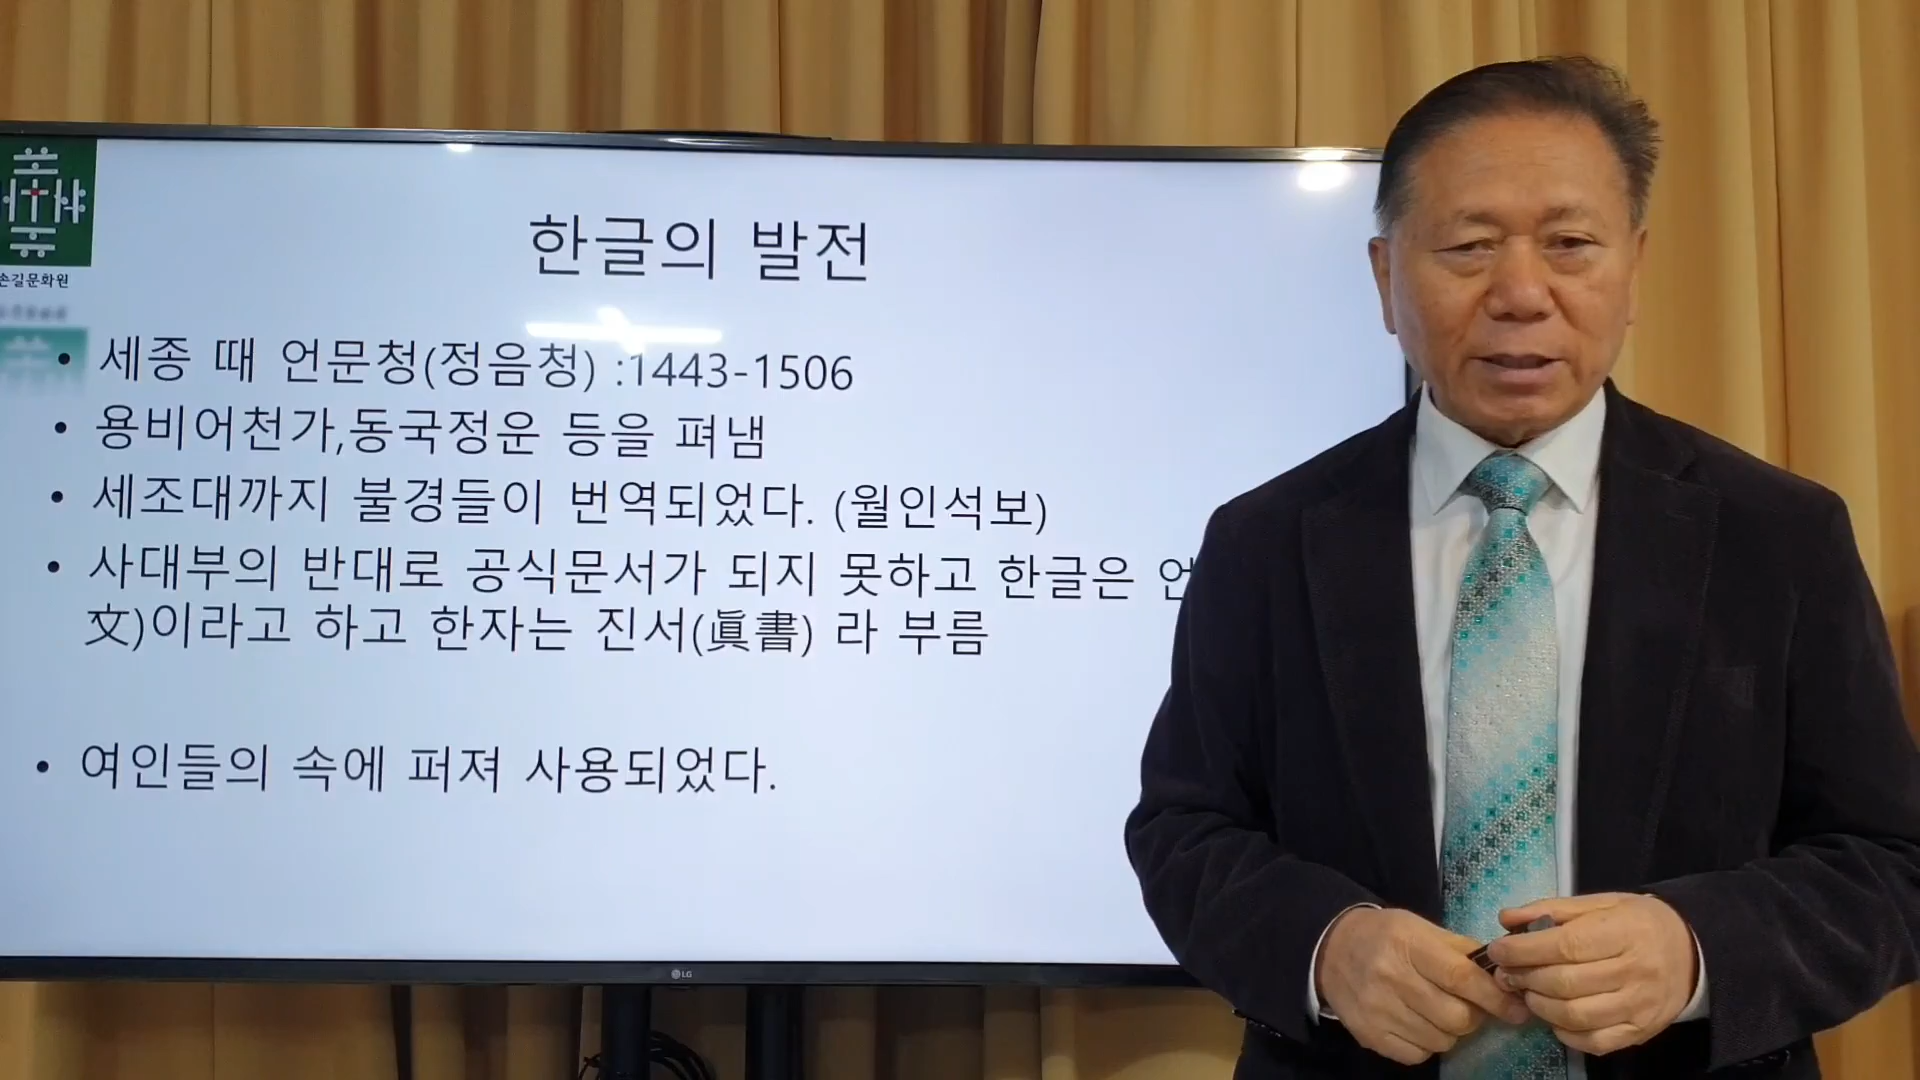 손길문화원
한글의 발전
• 세종 때 언문청(정음청) :1443-1506
• 용비어천가,동국정운 등을 펴냄
• 세조대까지 불경들이 번역되었다. (월인석보)
• 사대부의 반대로 공식문서가 되지 못하고 한글은 언
文)이라고 하고 한자는 진서(眞書) 라 부름
• 여인들의 속에 퍼져 사용되었다.
LG